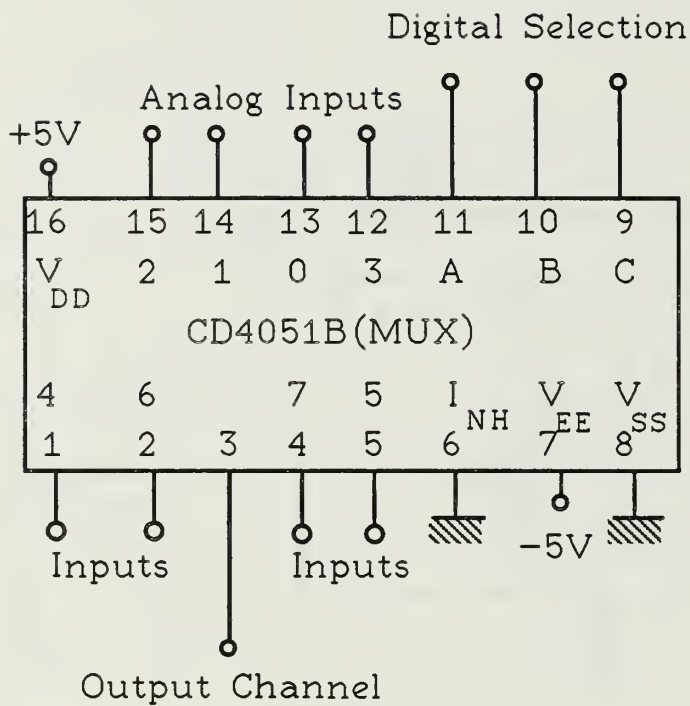 Digital Selection
Analog Inputs
+5V
16 15 14 13 12 11 10 9
VDD 2 1 0 3 A B C
CD4051B(MUX)
4 6 7 5 INH VEE VSS
1 2 3 4 5 6 7 8
Inputs Inputs -5V
Output Channel